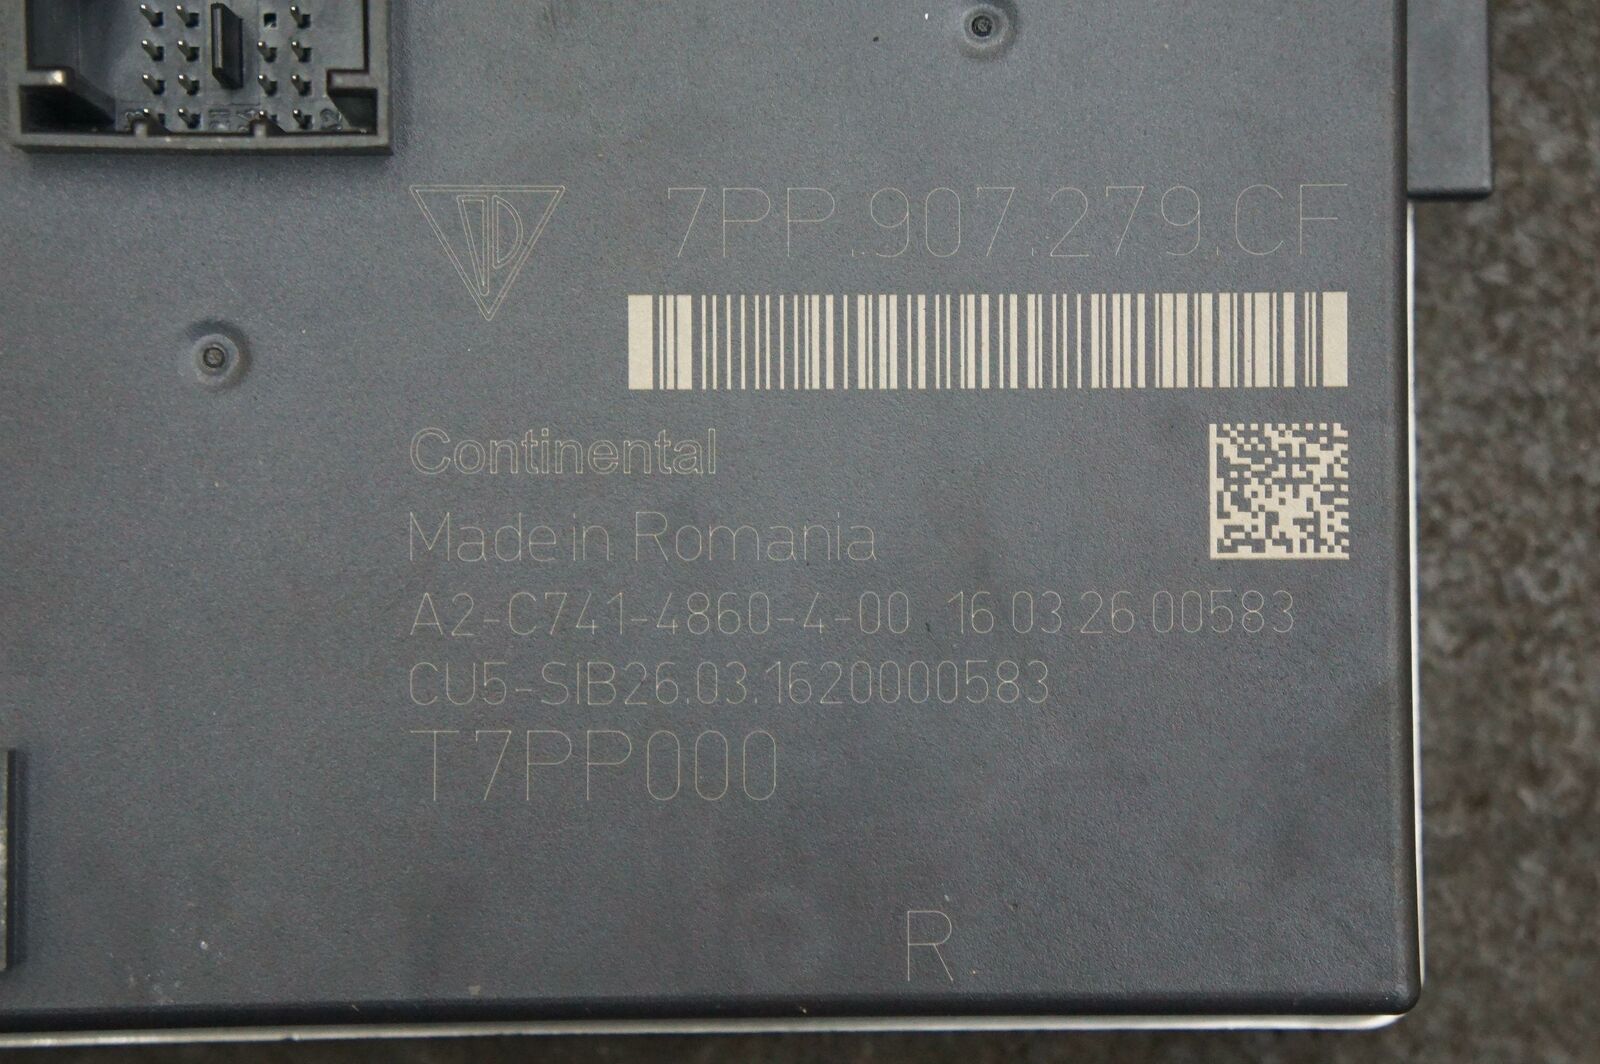 7PP.907.279.CF
Continental
Made in Romania
A2-C741-4860-4-00 16 03 26 00583
CU5-SIB26.03.1620000583
T7PP000
R